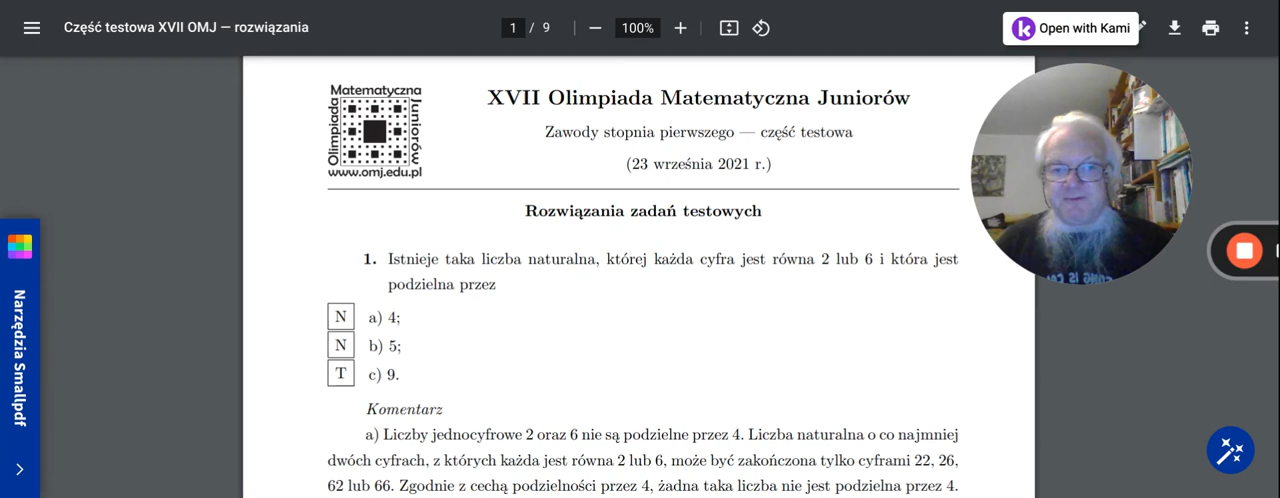 Część testowa XVII OMJ — rozwiązania
1 / 9
100%
Open with Kami
Matematyczna
Olimpiada
Juniorów
www.omj.edu.pl
XVII Olimpiada Matematyczna Juniorów
Zawody stopnia pierwszego — część testowa
(23 września 2021 r.)
Rozwiązania zadań testowych
1. Istnieje taka liczba naturalna, której każda cyfra jest równa 2 lub 6 i która jest
podzielna przez
N a) 4;
N b) 5;
T c) 9.
Komentarz
a) Liczby jednocyfrowe 2 oraz 6 nie są podzielne przez 4. Liczba naturalna o co najmniej
dwóch cyfrach, z których każda jest równa 2 lub 6, może być zakończona tylko cyframi 22, 26,
62 lub 66. Zgodnie z cechą podzielności przez 4, żadna taka liczba nie jest podzielna przez 4.
Narzędzia Smallpdf